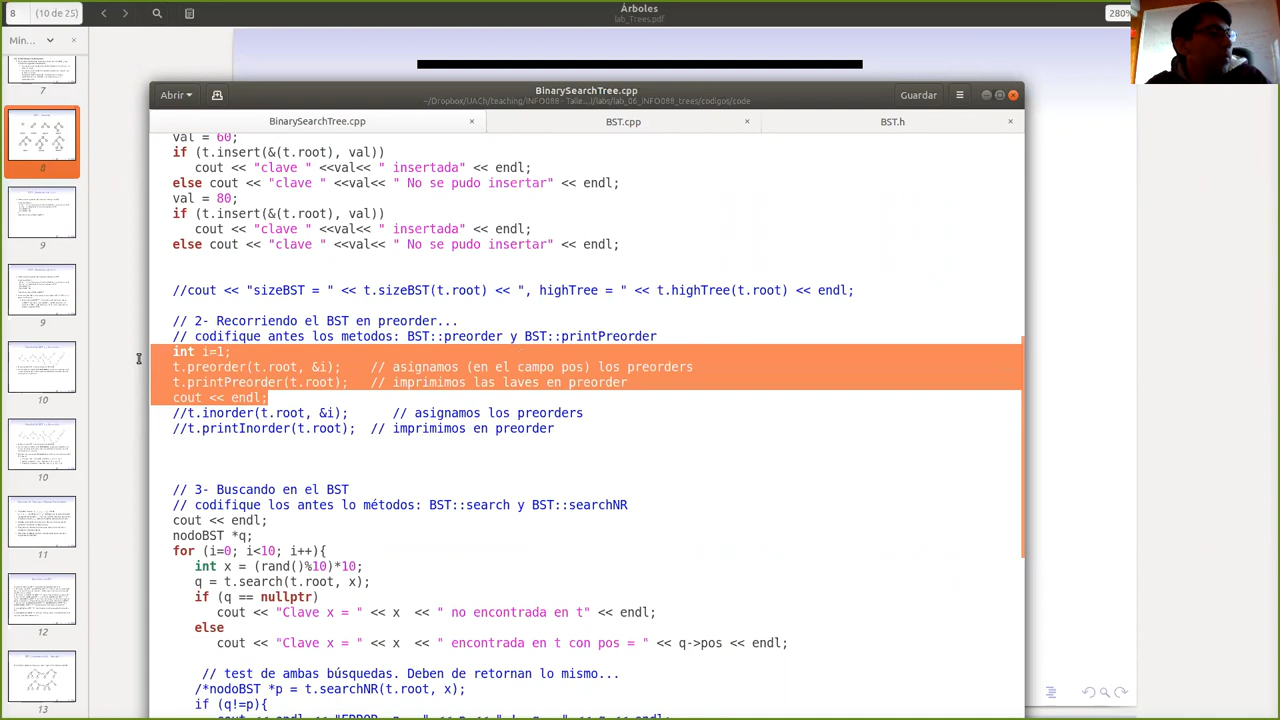 8
(10 de 25)
Árboles
lab_Trees.pdf
280%
Min...
7
8
9
9
10
10
11
12
13
BinarySearchTree.cpp
~/Dropbox/UACh/teaching/INFO088 - Talle...l/labs/lab_06_INFO088_trees/codigos/code
Abrir
Guardar
BinarySearchTree.cpp
BST.cpp
BST.h
val = 60;
if (t.insert(&(t.root), val))
cout << "clave " <<val<< " insertada" << endl;
else cout << "clave " <<val<< " No se pudo insertar" << endl;
val = 80;
if (t.insert(&(t.root), val))
cout << "clave " <<val<< " insertada" << endl;
else cout << "clave " <<val<< " No se pudo insertar" << endl;
//cout << "sizeBST = " << t.sizeBST(t.root) << ", highTree = " << t.highTree(t.root) << endl;
// 2- Recorriendo el BST en preorder...
// codifique antes los metodos: BST::preorder y BST::printPreorder
int i=1;
t.preorder(t.root, &i); // asignamos (en el campo pos) los preorders
t.printPreorder(t.root); // imprimimos las laves en preorder
cout << endl;
//t.inorder(t.root, &i); // asignamos los preorders
//t.printInorder(t.root); // imprimimos en preorder
// 3- Buscando en el BST
// codifique los antes lo métodos: BST::search y BST::searchNR
cout << endl;
nodoBST *q;
for (i=0; i<10; i++){
int x = (rand()%10)*10;
q = t.search(t.root, x);
if (q == nullptr)
cout << "Clave x = " << x << " no encontrada en t" << endl;
else
cout << "Clave x = " << x << " encontrada en t con pos = " << q->pos << endl;
// test de ambas búsquedas. Deben de retornan lo mismo...
/*nodoBST *p = t.searchNR(t.root, x);
if (q!=p){